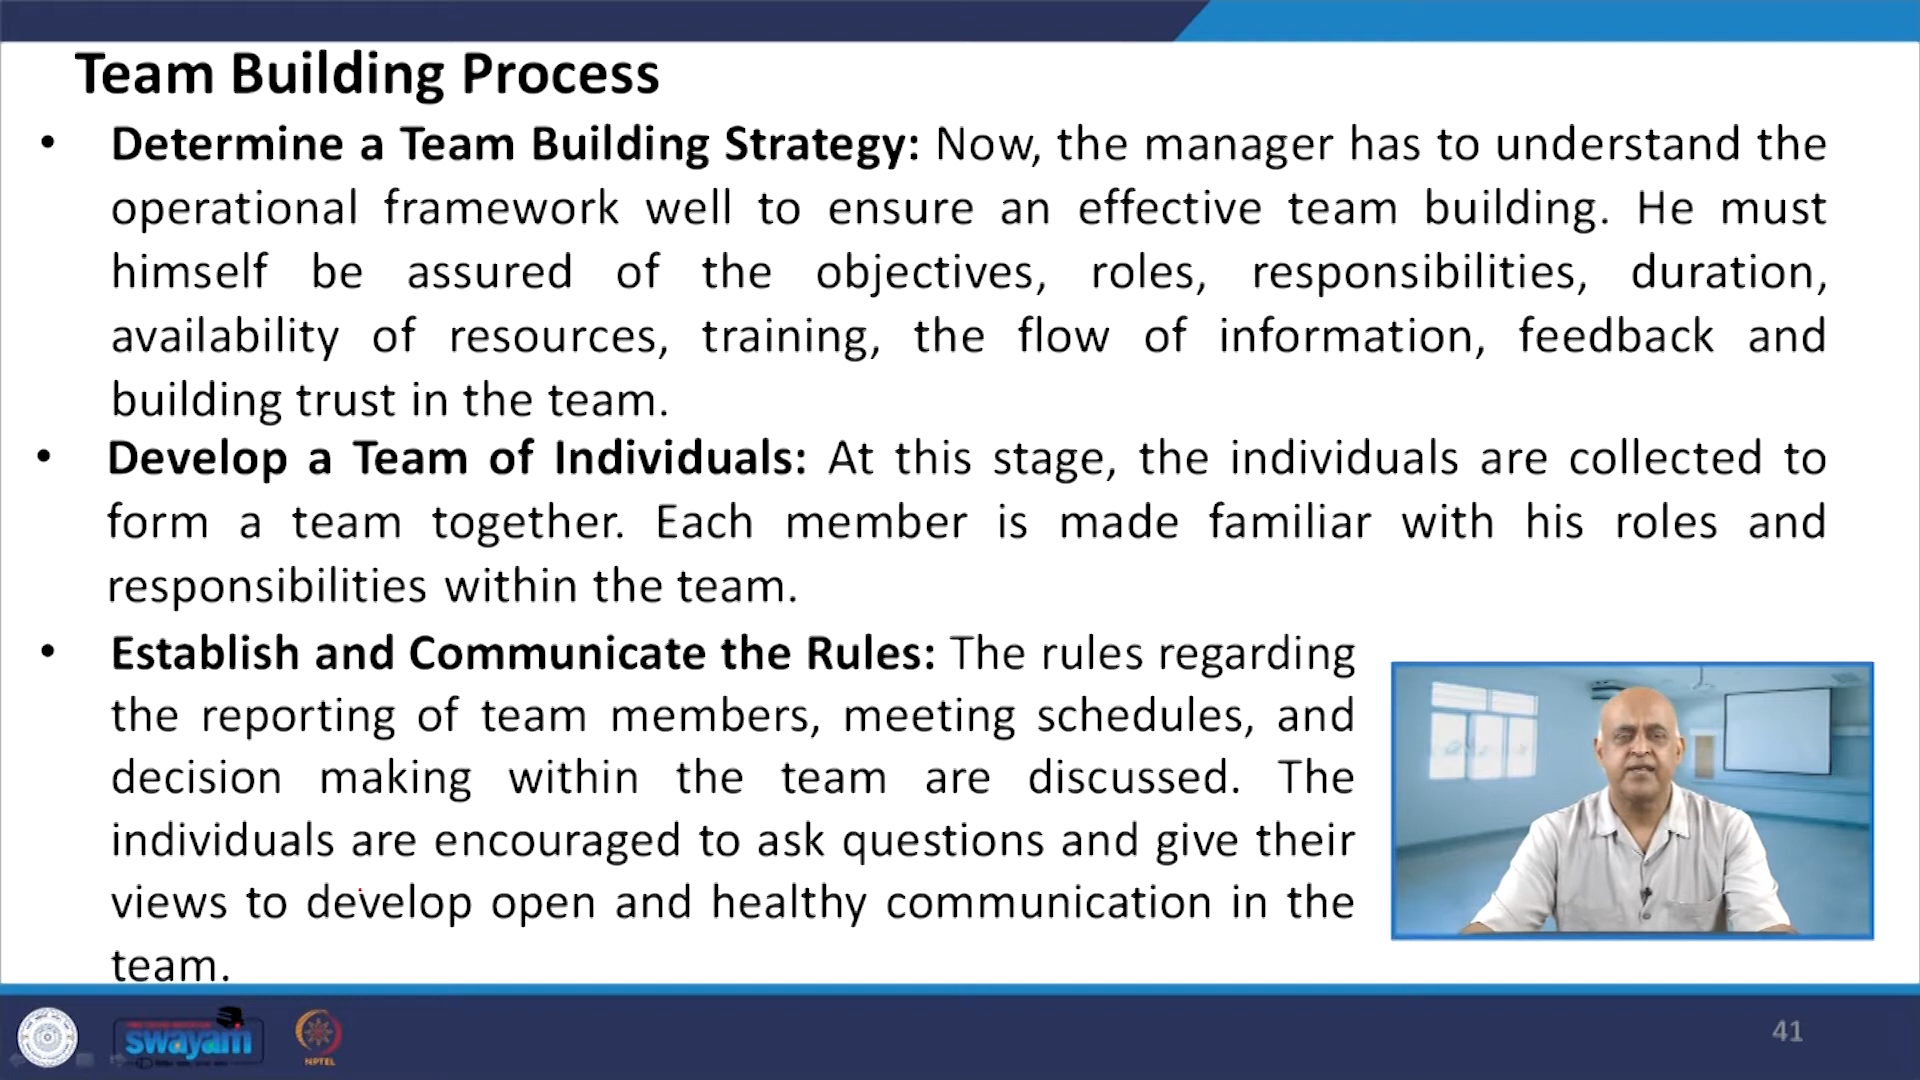 Team Building Process
• Determine a Team Building Strategy: Now, the manager has to understand the
operational framework well to ensure an effective team building. He must
himself be assured of the objectives, roles, responsibilities, duration,
availability of resources, training, the flow of information, feedback and
building trust in the team.
• Develop a Team of Individuals: At this stage, the individuals are collected to
form a team together. Each member is made familiar with his roles and
responsibilities within the team.
• Establish and Communicate the Rules: The rules regarding
the reporting of team members, meeting schedules, and
decision making within the team are discussed. The
individuals are encouraged to ask questions and give their
views to develop open and healthy communication in the
team.
swayam
NPTEL
41